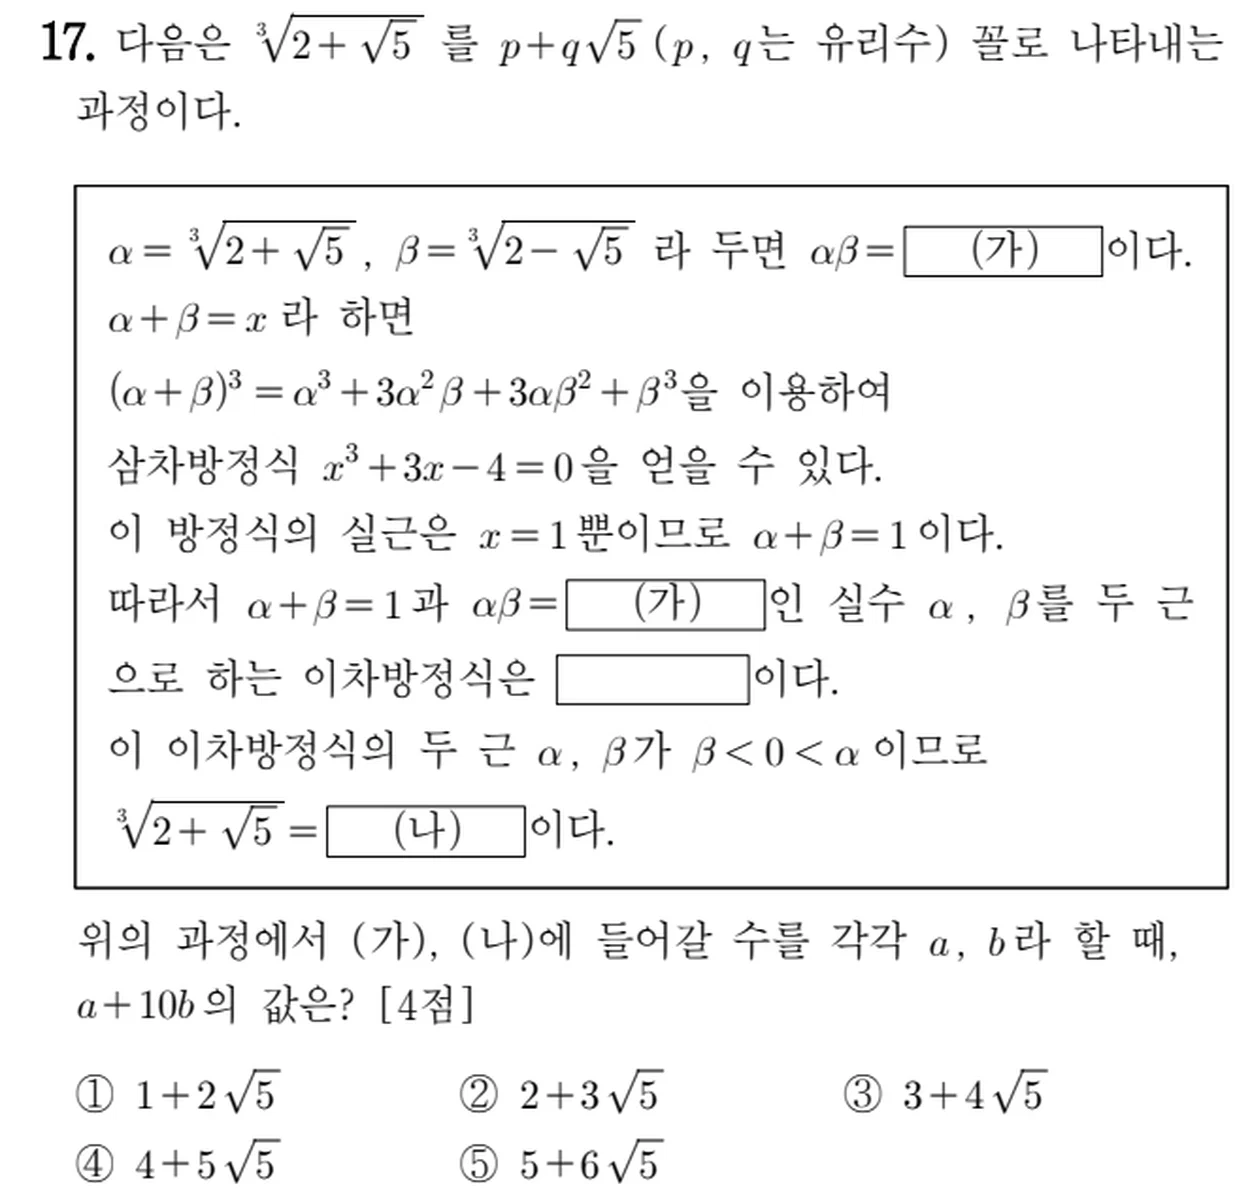 17. 다음은 ∛(2+√5) 를 p+q√5 (p, q는 유리수) 꼴로 나타내는
과정이다.
α = ∛(2+√5), β = ∛(2−√5) 라 두면 αβ = (가) 이다.
α+β = x 라 하면
(α+β)³ = α³+3α²β+3αβ²+β³을 이용하여
삼차방정식 x³+3x−4=0을 얻을 수 있다.
이 방정식의 실근은 x=1뿐이므로 α+β=1이다.
따라서 α+β=1과 αβ= (가) 인 실수 α, β를 두 근
으로 하는 이차방정식은 이다.
이 이차방정식의 두 근 α, β가 β<0<α 이므로
∛(2+√5) = (나) 이다.
위의 과정에서 (가), (나)에 들어갈 수를 각각 a, b라 할 때,
a+10b의 값은? [4점]
① 1+2√5 ② 2+3√5 ③ 3+4√5
④ 4+5√5 ⑤ 5+6√5